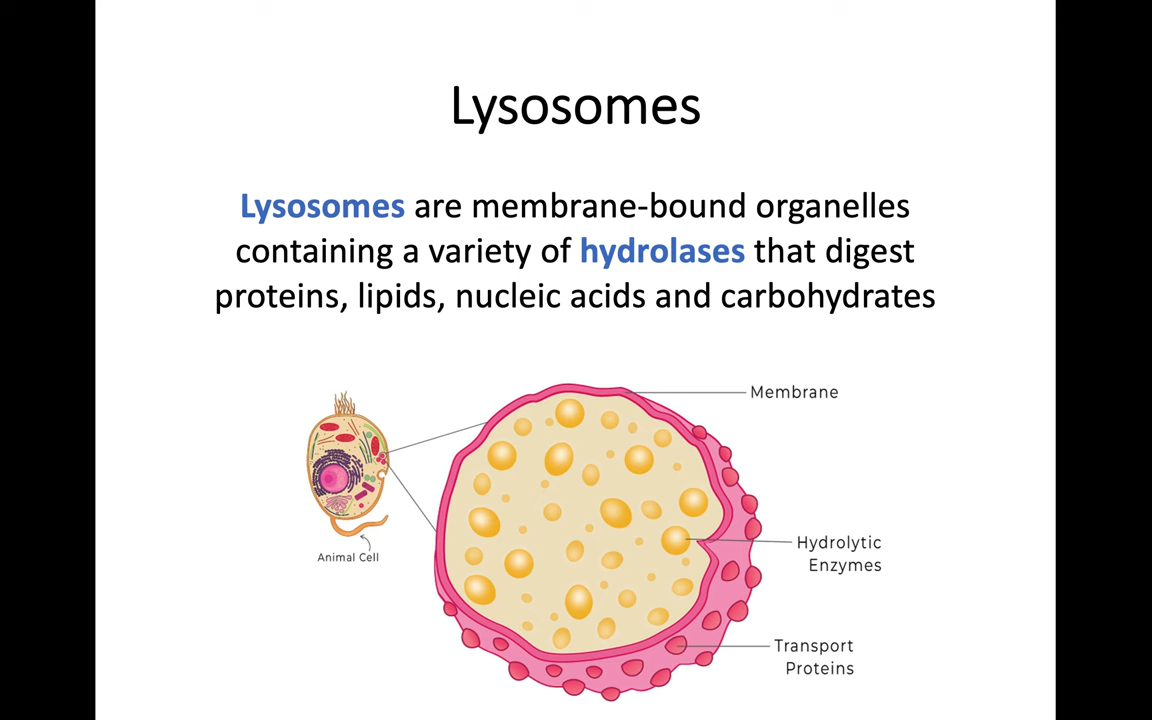 Lysosomes
Lysosomes are membrane-bound organelles
containing a variety of hydrolases that digest
proteins, lipids, nucleic acids and carbohydrates
Membrane
Animal Cell
Hydrolytic
Enzymes
Transport
Proteins